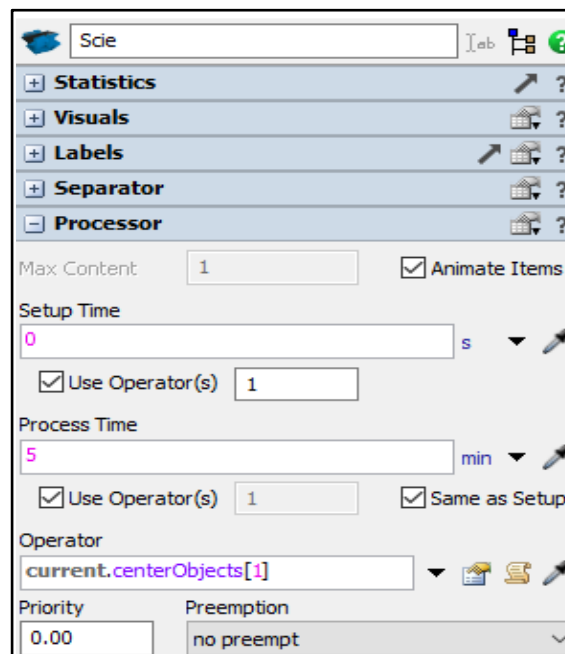 Scie
Statistics ?
Visuals ?
Labels ?
Separator ?
Processor ?
Max Content 1 Animate Items
Setup Time
0 s
Use Operator(s) 1
Process Time
5 min
Use Operator(s) 1 Same as Setup
Operator
current.centerObjects[1]
Priority Preemption
0.00 no preempt